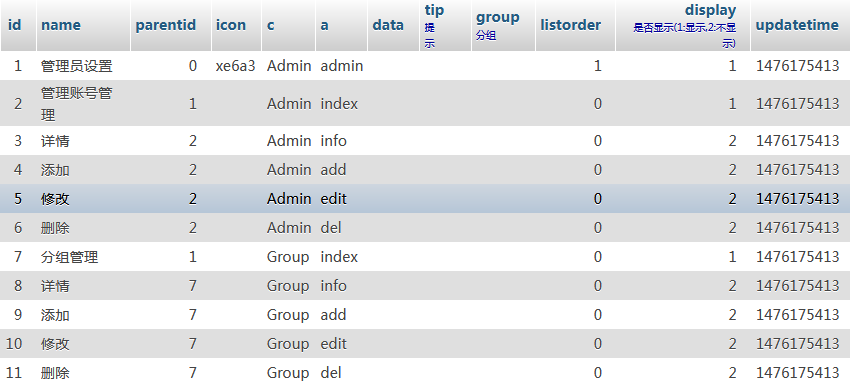 id name parentid icon c a data tip group listorder display updatetime
提 分组 是否显示(1:显示,2:不显
示 示)
1 管理员设置 0 xe6a3 Admin admin 1 1 1476175413
2 管理账号管 1 Admin index 0 1 1476175413
理
3 详情 2 Admin info 0 2 1476175413
4 添加 2 Admin add 0 2 1476175413
5 修改 2 Admin edit 0 2 1476175413
6 删除 2 Admin del 0 2 1476175413
7 分组管理 1 Group index 0 1 1476175413
8 详情 7 Group info 0 2 1476175413
9 添加 7 Group add 0 2 1476175413
10 修改 7 Group edit 0 2 1476175413
11 删除 7 Group del 0 2 1476175413